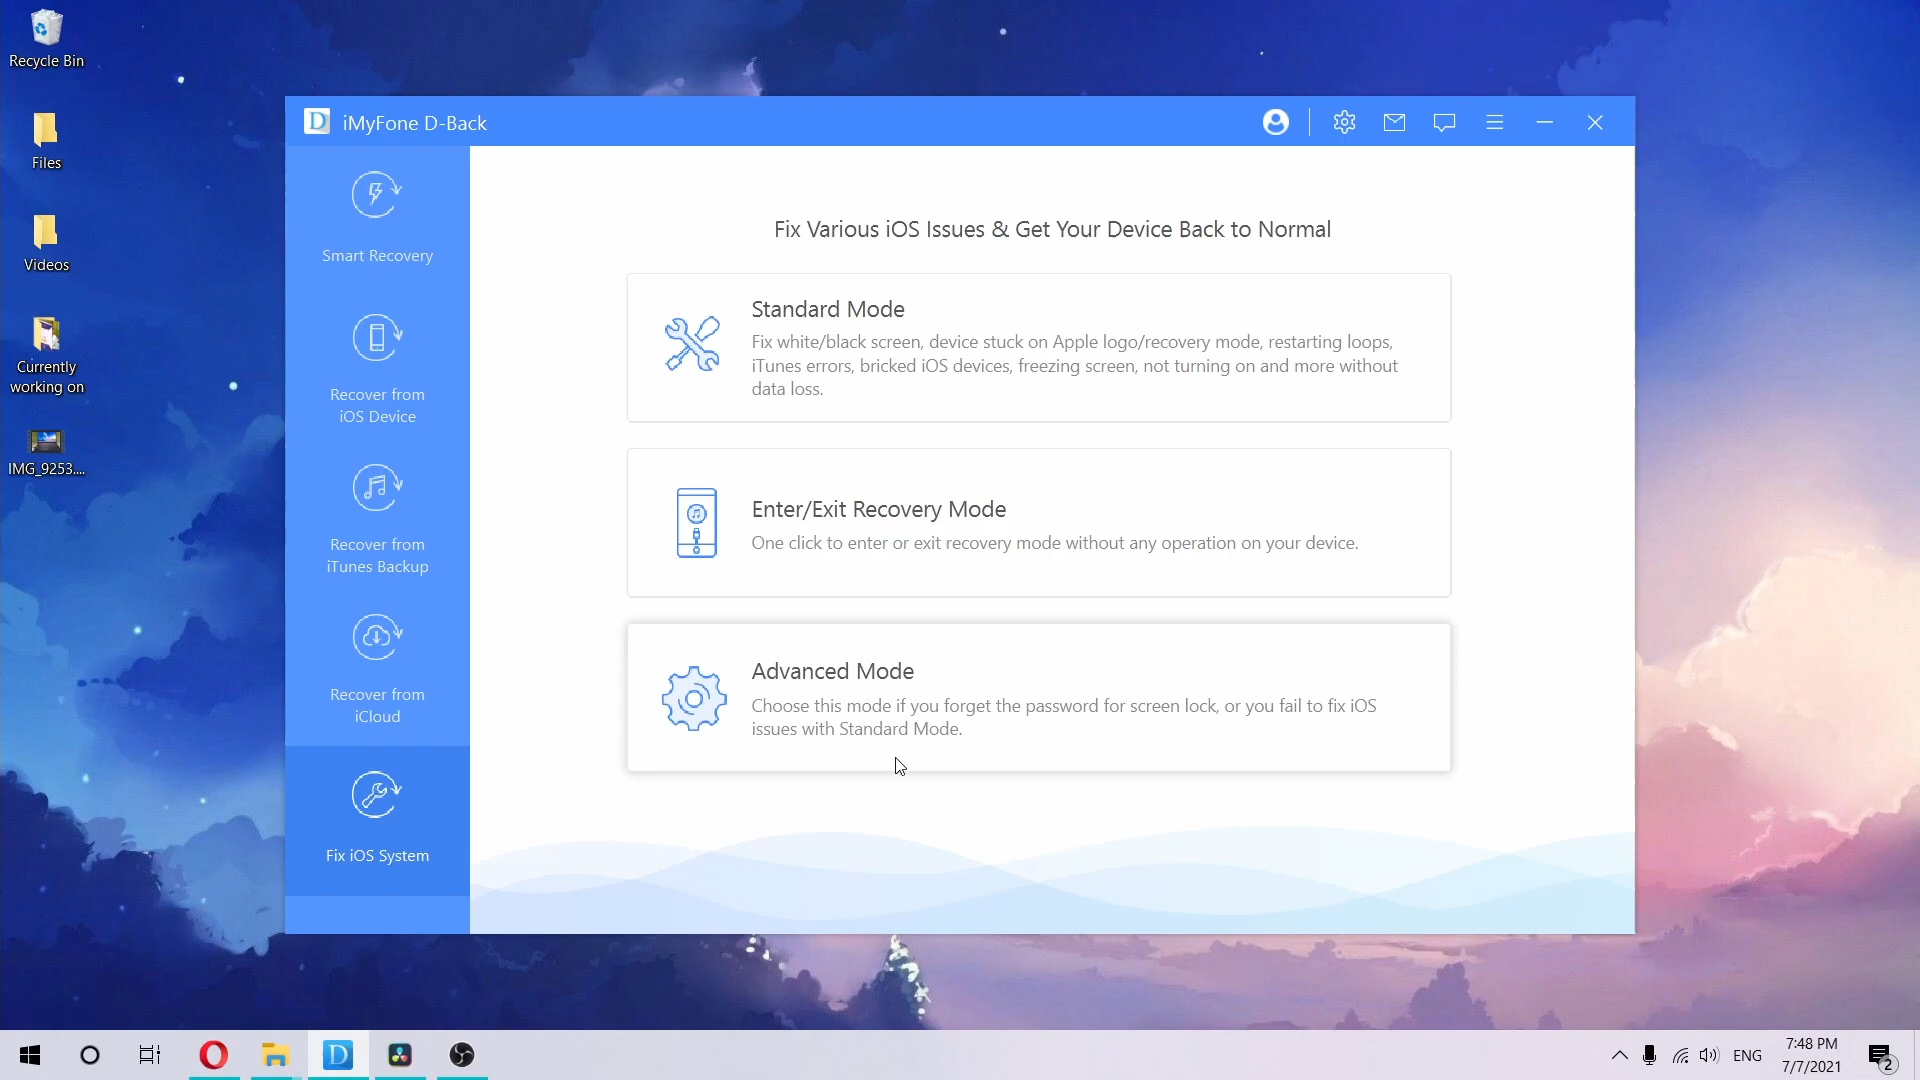 Recycle Bin
Files
Videos
Currently
working on
IMG_9253....
D iMyFone D-Back
Smart Recovery
Recover from
iOS Device
Recover from
iTunes Backup
Recover from
iCloud
Fix iOS System
Fix Various iOS Issues & Get Your Device Back to Normal
Standard Mode
Fix white/black screen, device stuck on Apple logo/recovery mode, restarting loops,
iTunes errors, bricked iOS devices, freezing screen, not turning on and more without
data loss.
Enter/Exit Recovery Mode
One click to enter or exit recovery mode without any operation on your device.
Advanced Mode
Choose this mode if you forget the password for screen lock, or you fail to fix iOS
issues with Standard Mode.
D
ENG
7:48 PM
7/7/2021
2